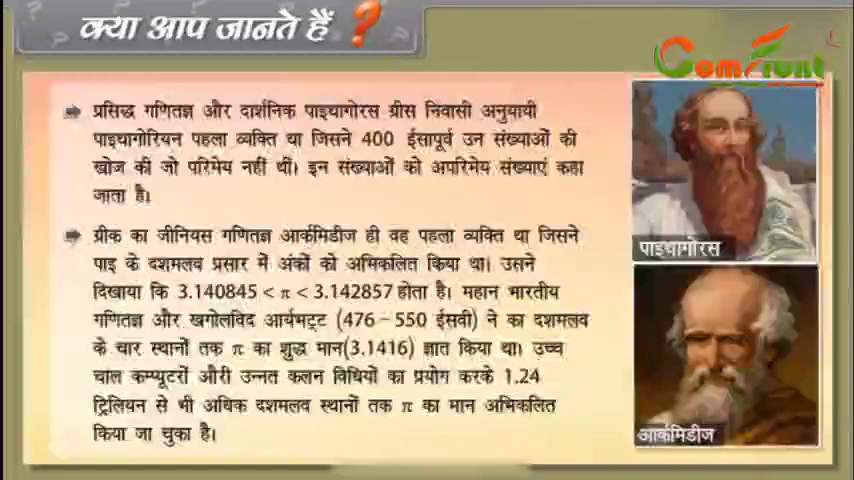 क्या आप जानते हैं ?
ComFiunt
➡ प्रसिद्ध गणितज्ञ और दार्शनिक पाइथागोरस ग्रीस निवासी अनुयायी
पाइथागोरियन पहला व्यक्ति था जिसने 400 ईसापूर्व उन संख्याओं की
खोज की जो परिमेय नहीं थीं। इन संख्याओं को अपरिमेय संख्याएं कहा
जाता है।
पाइथागोरस
➡ ग्रीक का जीनियस गणितज्ञ आर्कमिडीज ही वह पहला व्यक्ति था जिसने
पाइ के दशमलव प्रसार में अंकों को अभिकलित किया था। उसने
दिखाया कि 3.140845 < π < 3.142857 होता है। महान भारतीय
गणितज्ञ और खगोलविद आर्यभट्ट (476 – 550 ईसवी) ने का दशमलव
के चार स्थानों तक π का शुद्ध मान(3.1416) ज्ञात किया था। उच्च
चाल कम्प्यूटरों औरी उन्नत कलन विधियों का प्रयोग करके 1.24
ट्रिलियन से भी अधिक दशमलव स्थानों तक π का मान अभिकलित
किया जा चुका है।
आर्कमिडीज